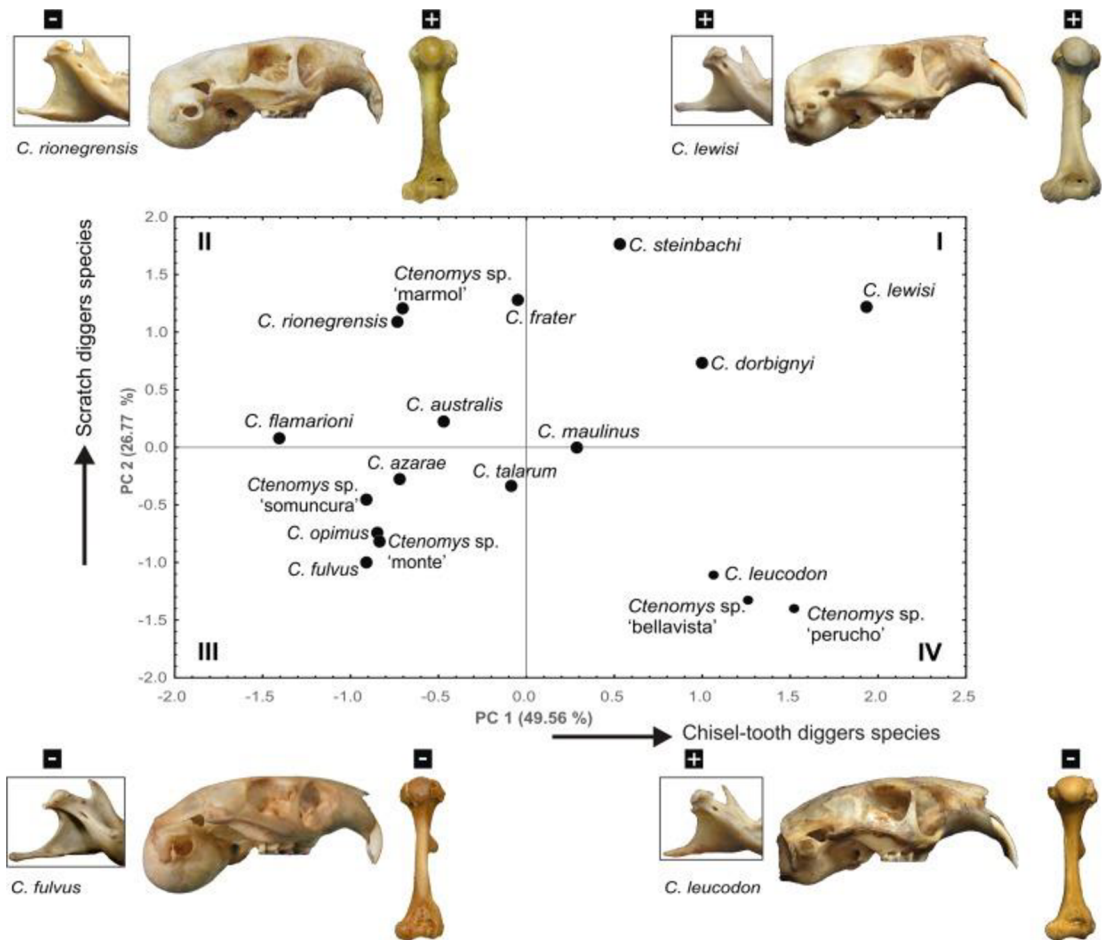 - + + +
C. rionegrensis
C. lewisi
Scratch diggers species
PC 2 (26.77 %)
2.0
1.5
1.0
0.5
0.0
-0.5
-1.0
-1.5
-2.0
II
I
C. steinbachi
Ctenomys sp.
'marmol'
C. rionegrensis
C. frater
C. lewisi
C. dorbignyi
C. australis
C. flamarioni
C. maulinus
C. azarae
C. talarum
Ctenomys sp.
'somuncura'
C. opimus
Ctenomys sp.
'monte'
C. fulvus
C. leucodon
Ctenomys sp.
'bellavista'
Ctenomys sp.
'perucho'
III
IV
-2.0 -1.5 -1.0 -0.5 0.0 0.5 1.0 1.5 2.0 2.5
PC 1 (49.56 %)
Chisel-tooth diggers species
- - + -
C. fulvus
C. leucodon